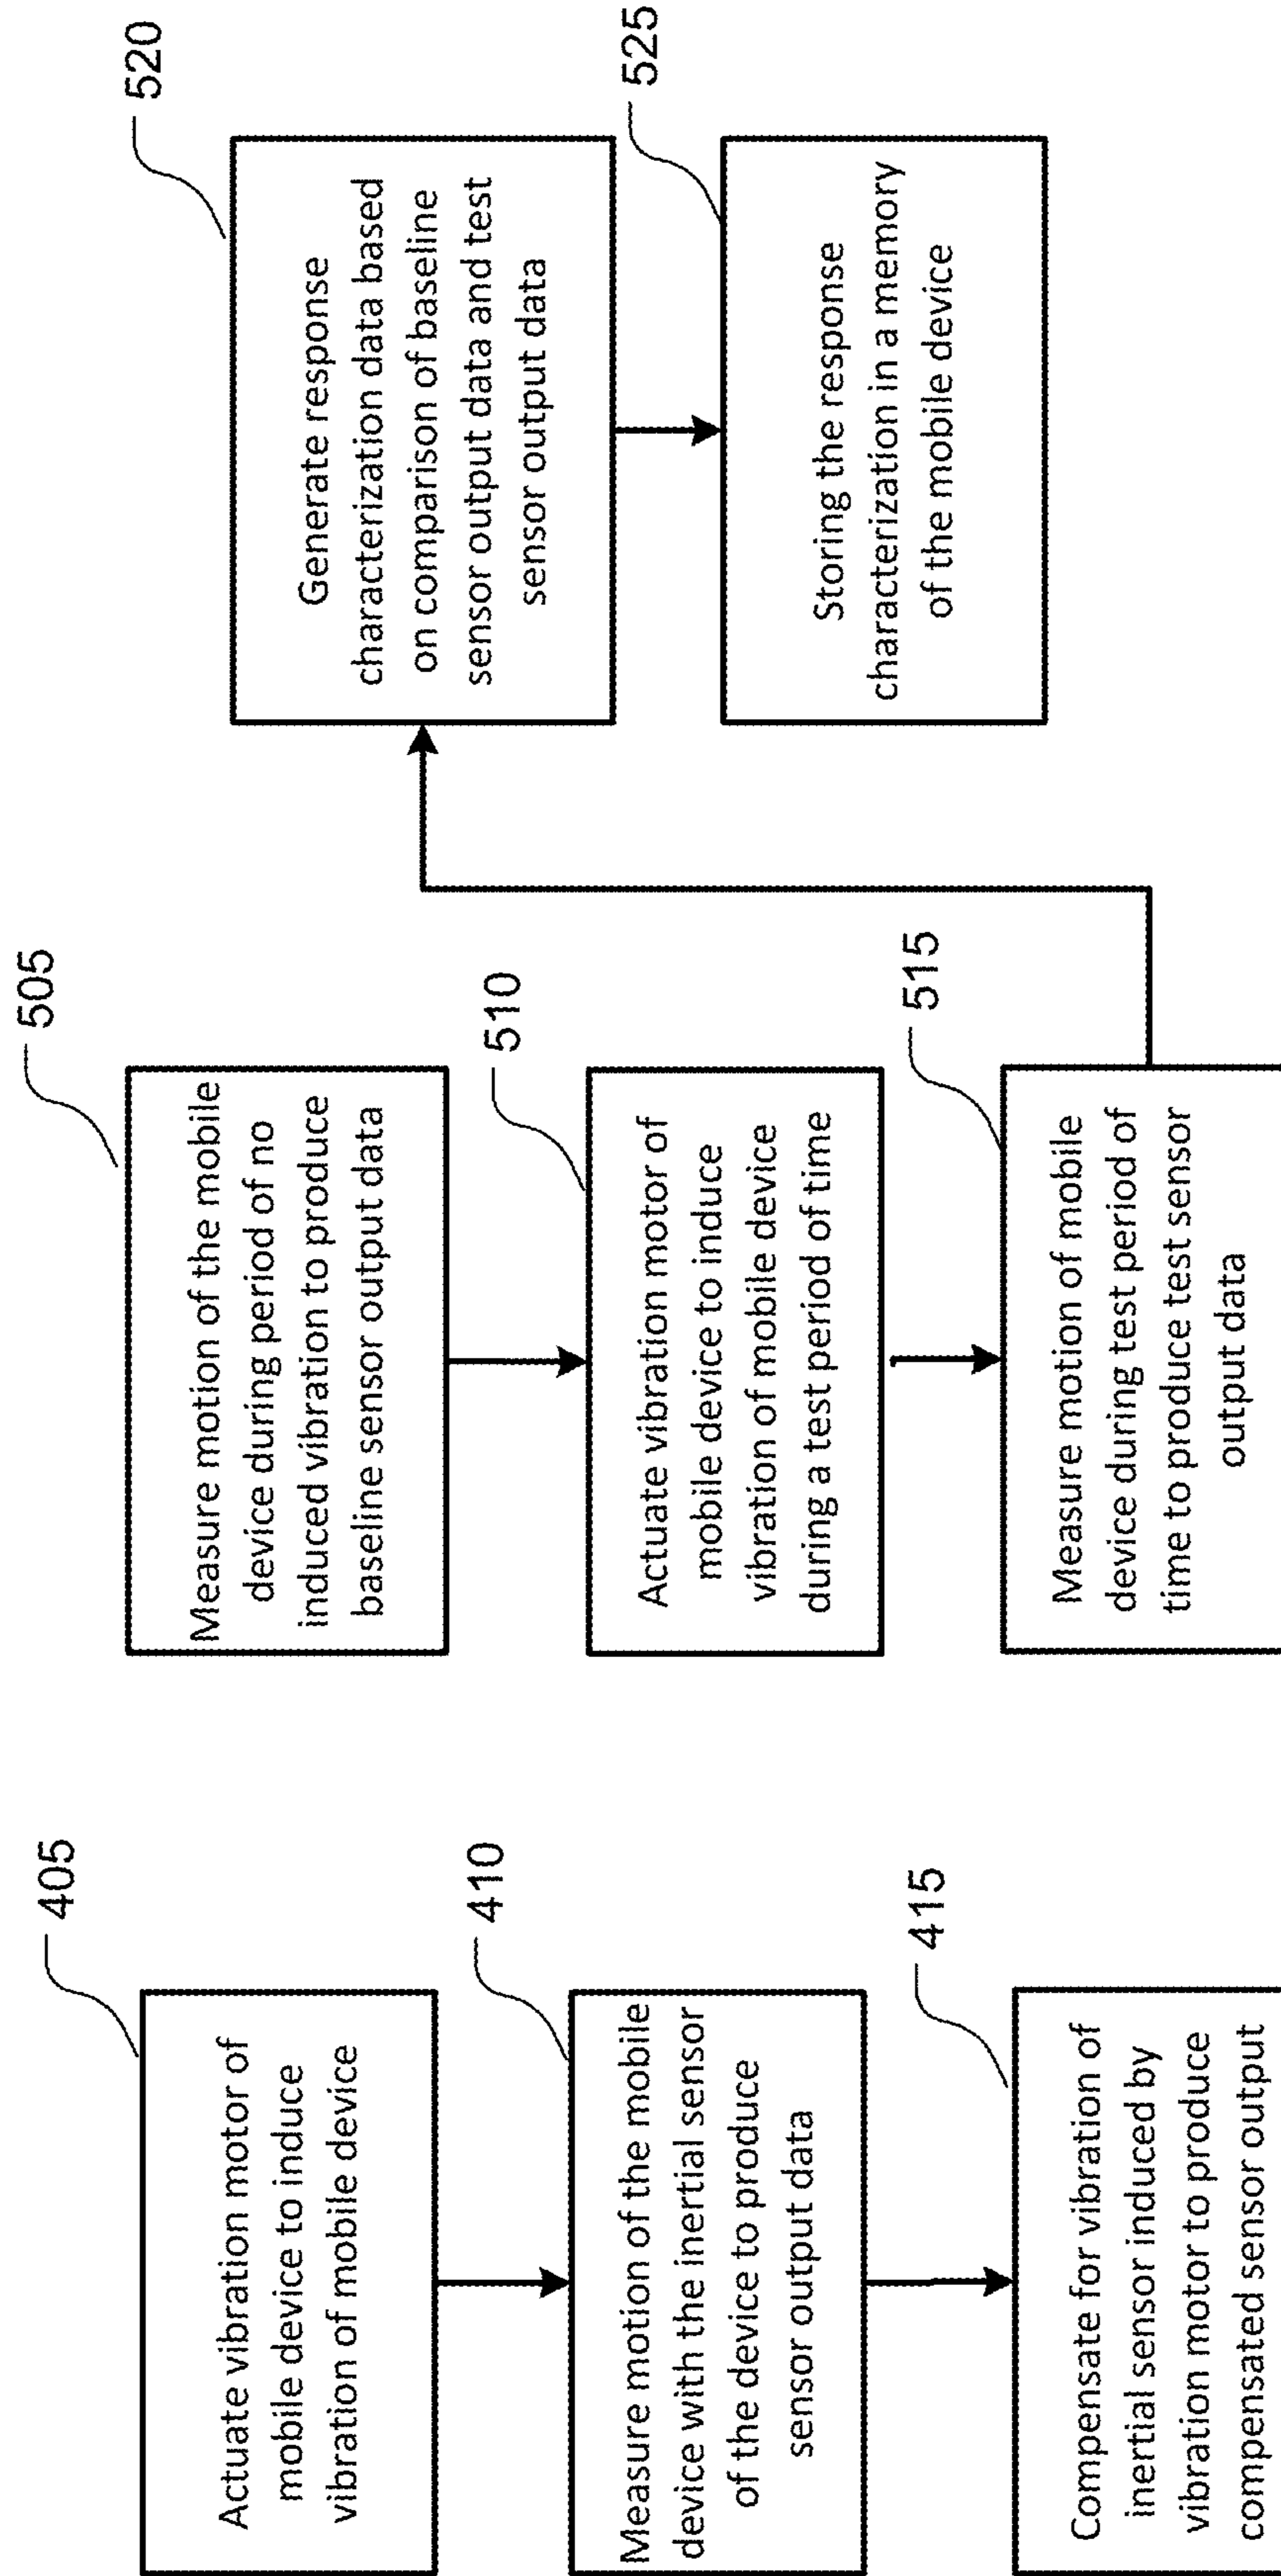 405
Actuate vibration motor of
mobile device to induce
vibration of mobile device
410
Measure motion of the mobile
device with the inertial sensor
of the device to produce
sensor output data
415
Compensate for vibration of
inertial sensor induced by
vibration motor to produce
compensated sensor output
505
Measure motion of the mobile
device during period of no
induced vibration to produce
baseline sensor output data
510
Actuate vibration motor of
mobile device to induce
vibration of mobile device
during a test period of time
515
Measure motion of mobile
device during test period of
time to produce test sensor
output data
520
Generate response
characterization data based
on comparison of baseline
sensor output data and test
sensor output data
525
Storing the response
characterization in a memory
of the mobile device